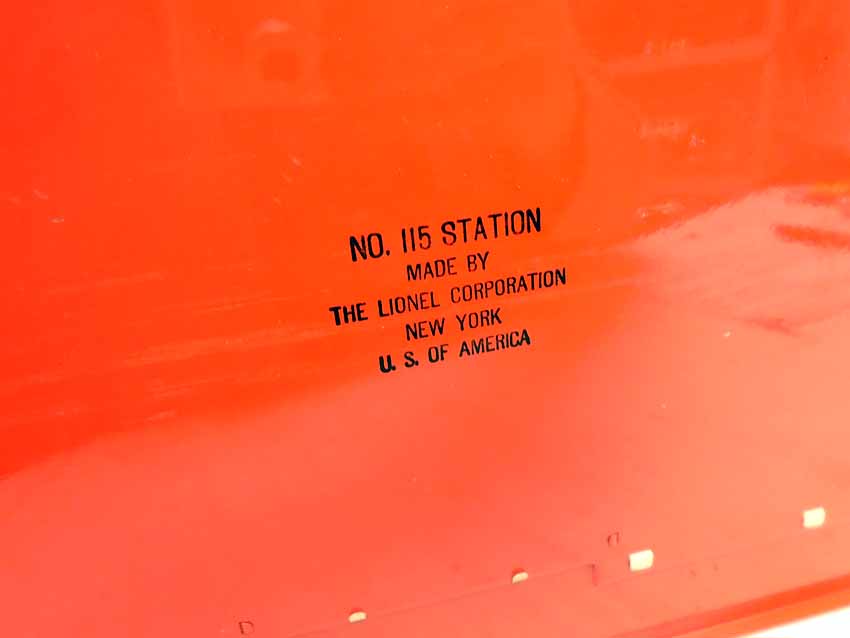 NO. 115 STATION
MADE BY
THE LIONEL CORPORATION
NEW YORK
U. S. OF AMERICA